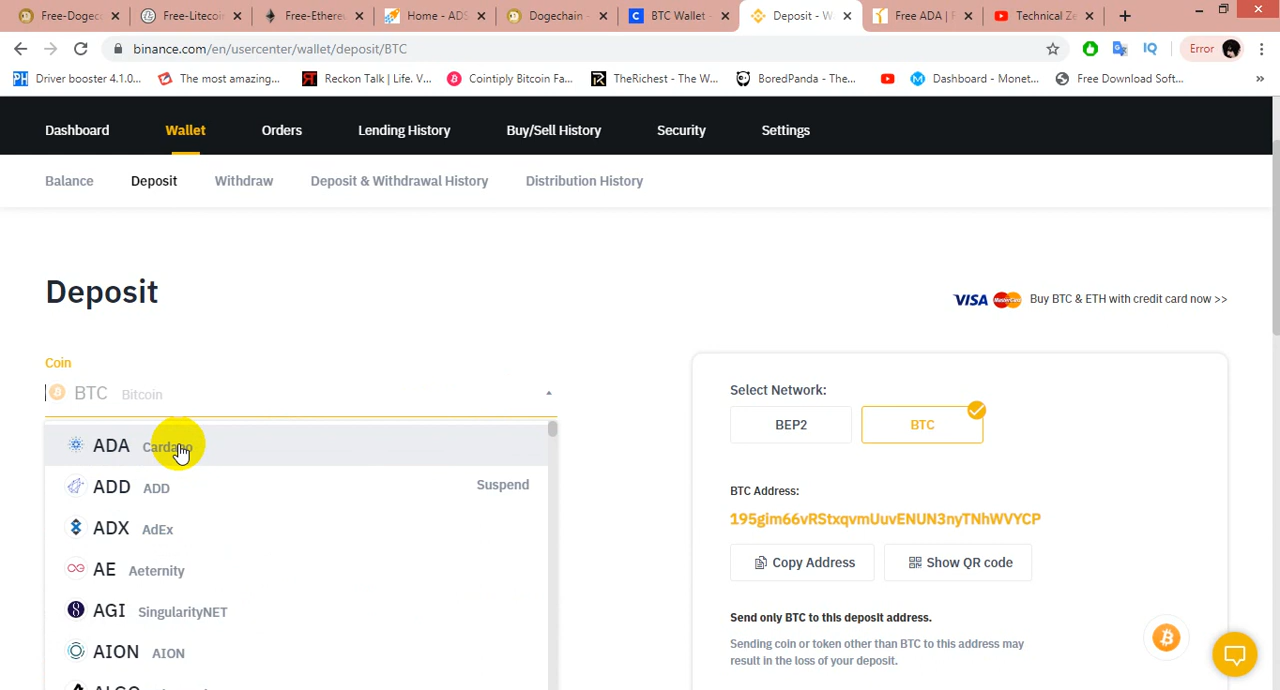 Free-Dogec
Free-Litecoi
Free-Ethere
Home - ADS
Dogechain -
BTC Wallet -
Deposit - W
Free ADA | F
Technical Ze
binance.com/en/usercenter/wallet/deposit/BTC
Error
Driver booster 4.1.0...
The most amazing...
Reckon Talk | Life. V...
Cointiply Bitcoin Fa...
TheRichest - The W...
BoredPanda - The...
Dashboard - Monet...
Free Download Soft...
»
Dashboard
Wallet
Orders
Lending History
Buy/Sell History
Security
Settings
Balance
Deposit
Withdraw
Deposit & Withdrawal History
Distribution History
Deposit
VISA MasterCard Buy BTC & ETH with credit card now >>
Coin
BTC Bitcoin
ADA Cardano
ADD ADD Suspend
ADX AdEx
AE Aeternity
AGI SingularityNET
AION AION
Select Network:
BEP2
BTC
BTC Address:
195gim66vRStxqvmUuvENUN3nyTNhWVYCP
Copy Address
Show QR code
Send only BTC to this deposit address.
Sending coin or token other than BTC to this address may
result in the loss of your deposit.